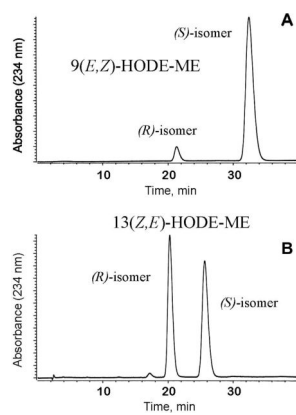 A
(S)-isomer
9(E,Z)-HODE-ME
(R)-isomer
Absorbance (234 nm)
10 20 30
Time, min
13(Z,E)-HODE-ME
B
(R)-isomer
(S)-isomer
Absorbance (234 nm)
0 10 20 30
Time, min